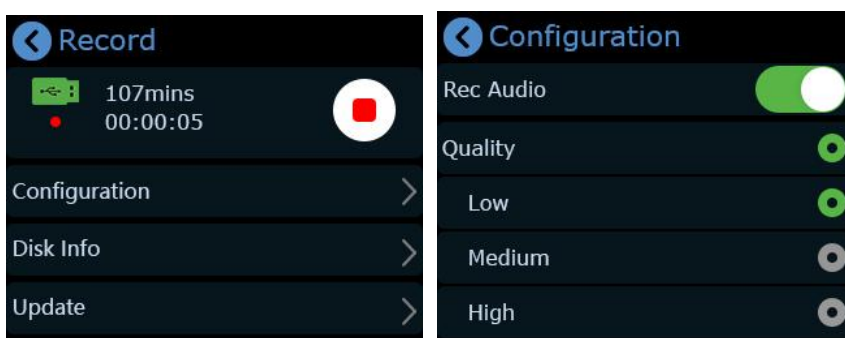 Record
107mins
00:00:05
Configuration
Disk Info
Update
Configuration
Rec Audio
Quality
Low
Medium
High